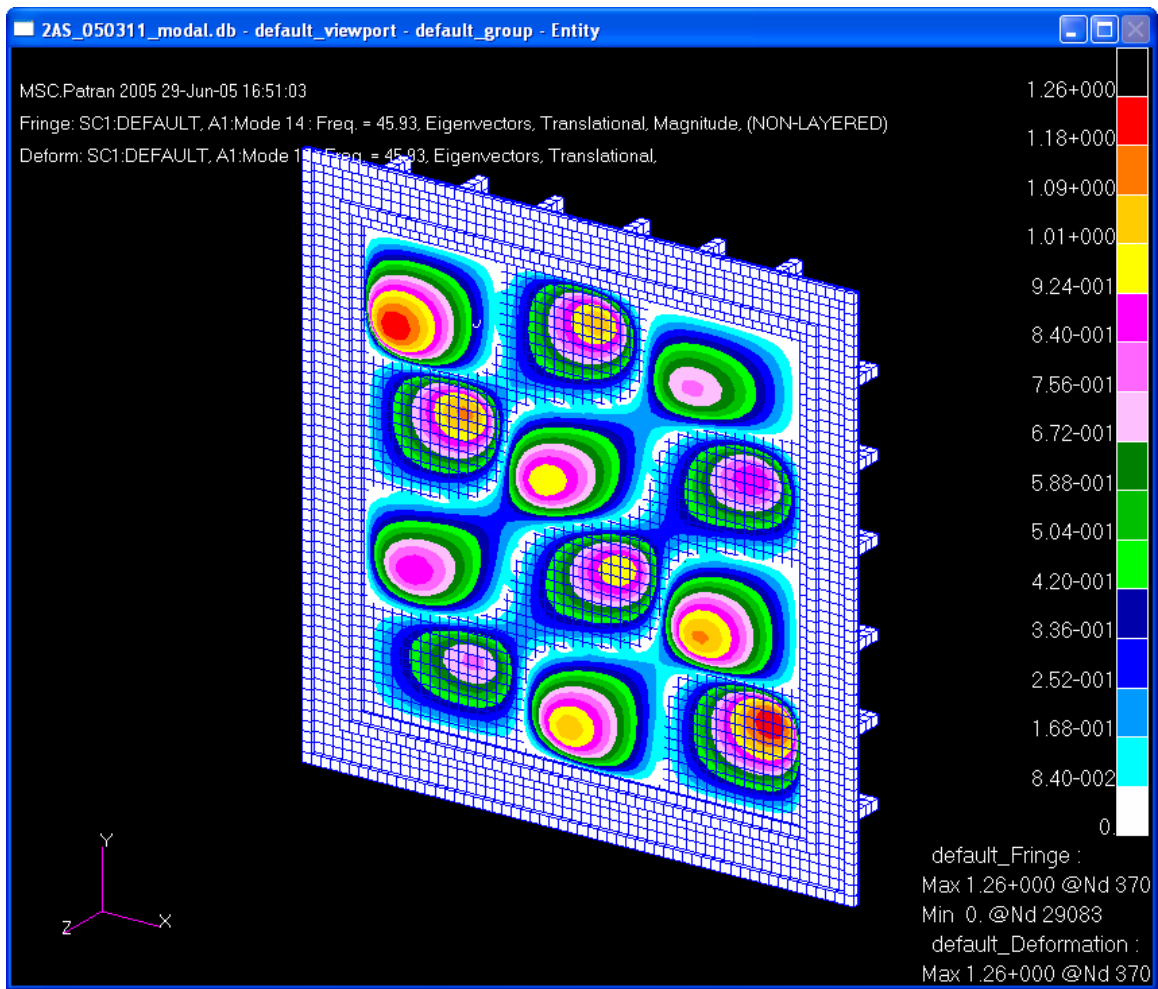 2AS_050311_modal.db - default_viewport - default_group - Entity
MSC.Patran 2005 29-Jun-05 16:51:03
Fringe: SC1:DEFAULT, A1:Mode 14 : Freq. = 45.93, Eigenvectors, Translational, Magnitude, (NON-LAYERED)
Deform: SC1:DEFAULT, A1:Mode 1 Freq. = 45.93, Eigenvectors, Translational,
1.26+000
1.18+000
1.09+000
1.01+000
9.24-001
8.40-001
7.56-001
6.72-001
5.88-001
5.04-001
4.20-001
3.36-001
2.52-001
1.68-001
8.40-002
0.
default_Fringe :
Max 1.26+000 @Nd 370
Min 0. @Nd 29083
default_Deformation :
Max 1.26+000 @Nd 370
Y
Z
X